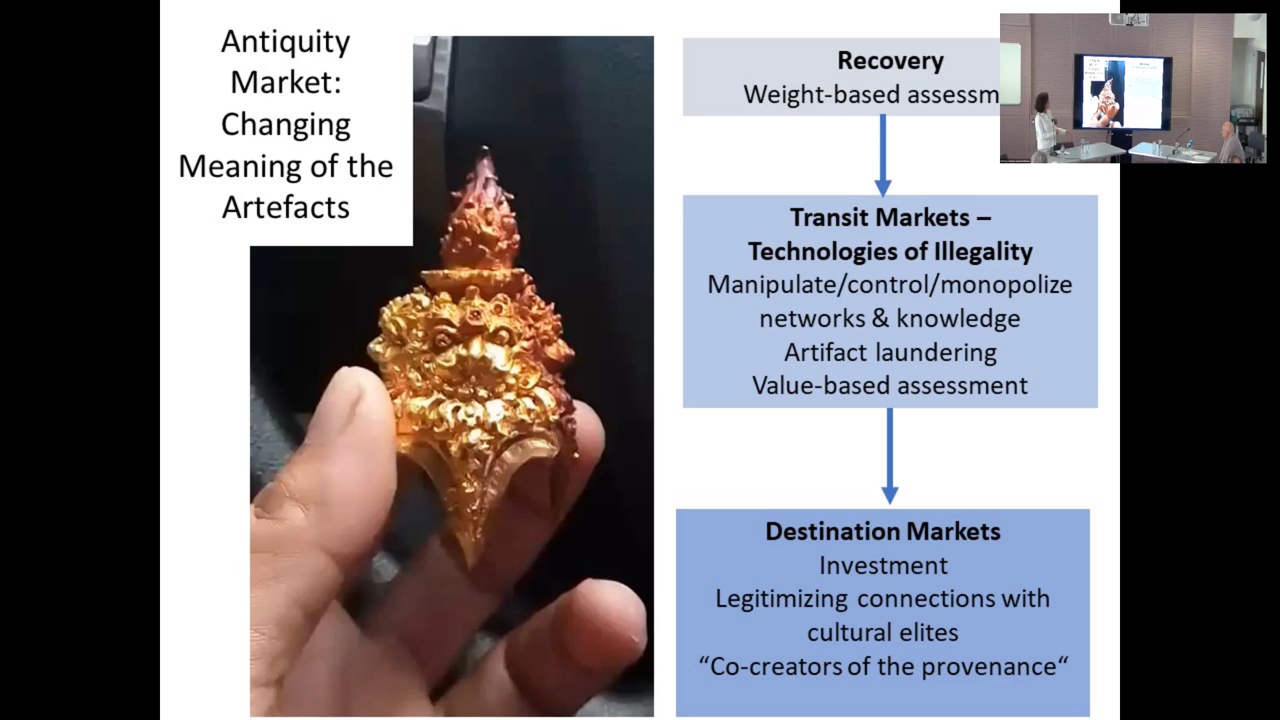 Antiquity
Market:
Changing
Meaning of the
Artefacts
Recovery
Weight-based
Transit Markets –
Technologies of Illegality
Manipulate/control/monopolize
networks & knowledge
Artifact laundering
Value-based assessment
Destination Markets
Investment
Legitimizing connections with
cultural elites
“Co-creators of the provenance“